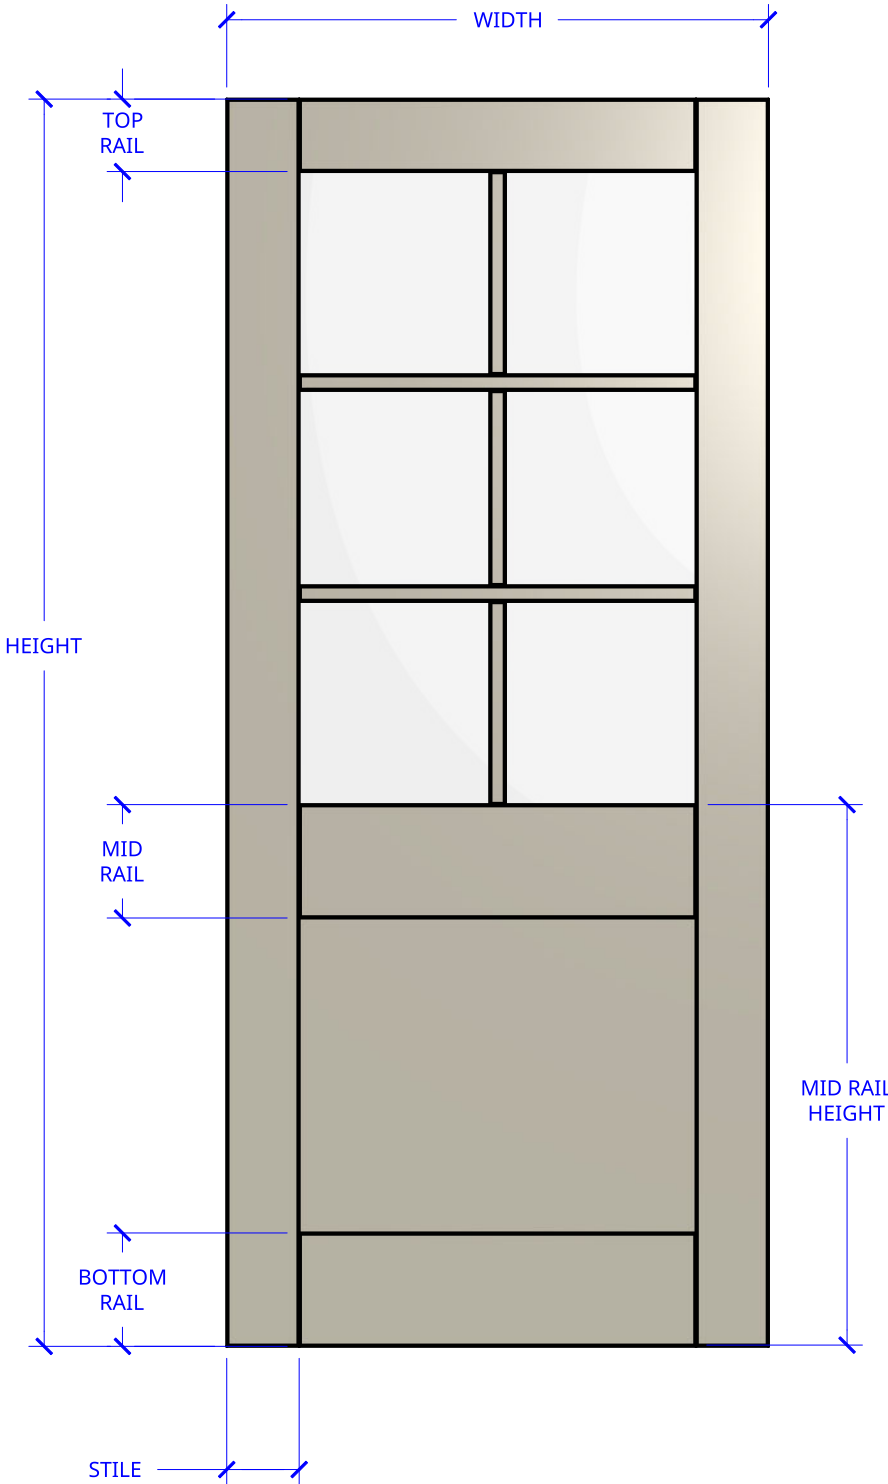 WIDTH
TOP
RAIL
HEIGHT
MID
RAIL
MID RAIL
HEIGHT
BOTTOM
RAIL
STILE